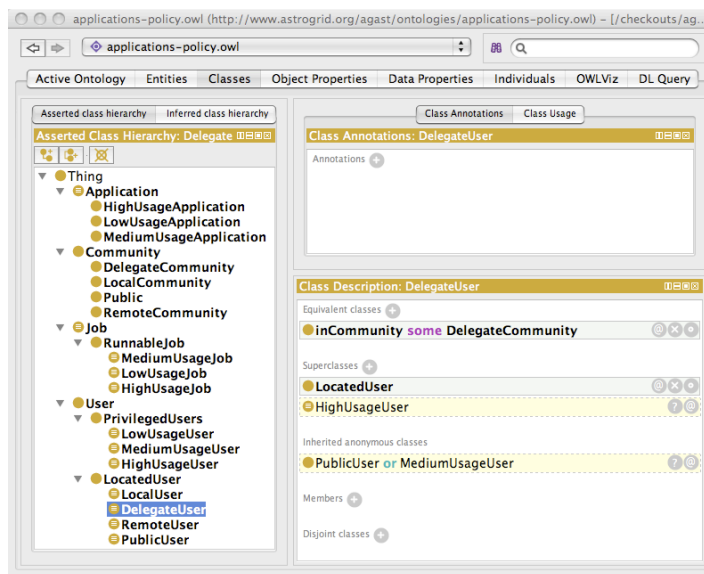 applications-policy.owl (http://www.astrogrid.org/agast/ontologies/applications-policy.owl) – [/checkouts/ag...
applications-policy.owl
Active Ontology Entities Classes Object Properties Data Properties Individuals OWLViz DL Query
Asserted class hierarchy Inferred class hierarchy
Asserted Class Hierarchy: Delegate
Thing
Application
HighUsageApplication
LowUsageApplication
MediumUsageApplication
Community
DelegateCommunity
LocalCommunity
Public
RemoteCommunity
Job
RunnableJob
MediumUsageJob
LowUsageJob
HighUsageJob
User
PrivilegedUsers
LowUsageUser
MediumUsageUser
HighUsageUser
LocatedUser
LocalUser
DelegateUser
RemoteUser
PublicUser
Class Annotations Class Usage
Class Annotations: DelegateUser
Annotations
Class Description: DelegateUser
Equivalent classes
inCommunity some DelegateCommunity
Superclasses
LocatedUser
HighUsageUser
Inherited anonymous classes
PublicUser or MediumUsageUser
Members
Disjoint classes